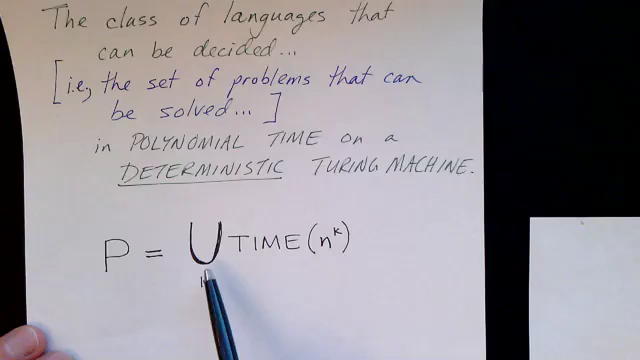 The class of languages that
can be decided...
[i.e, the set of problems that can
be solved... ]
in POLYNOMIAL TIME on a
DETERMINISTIC TURING MACHINE.
P = ∪ TIME(n^k)